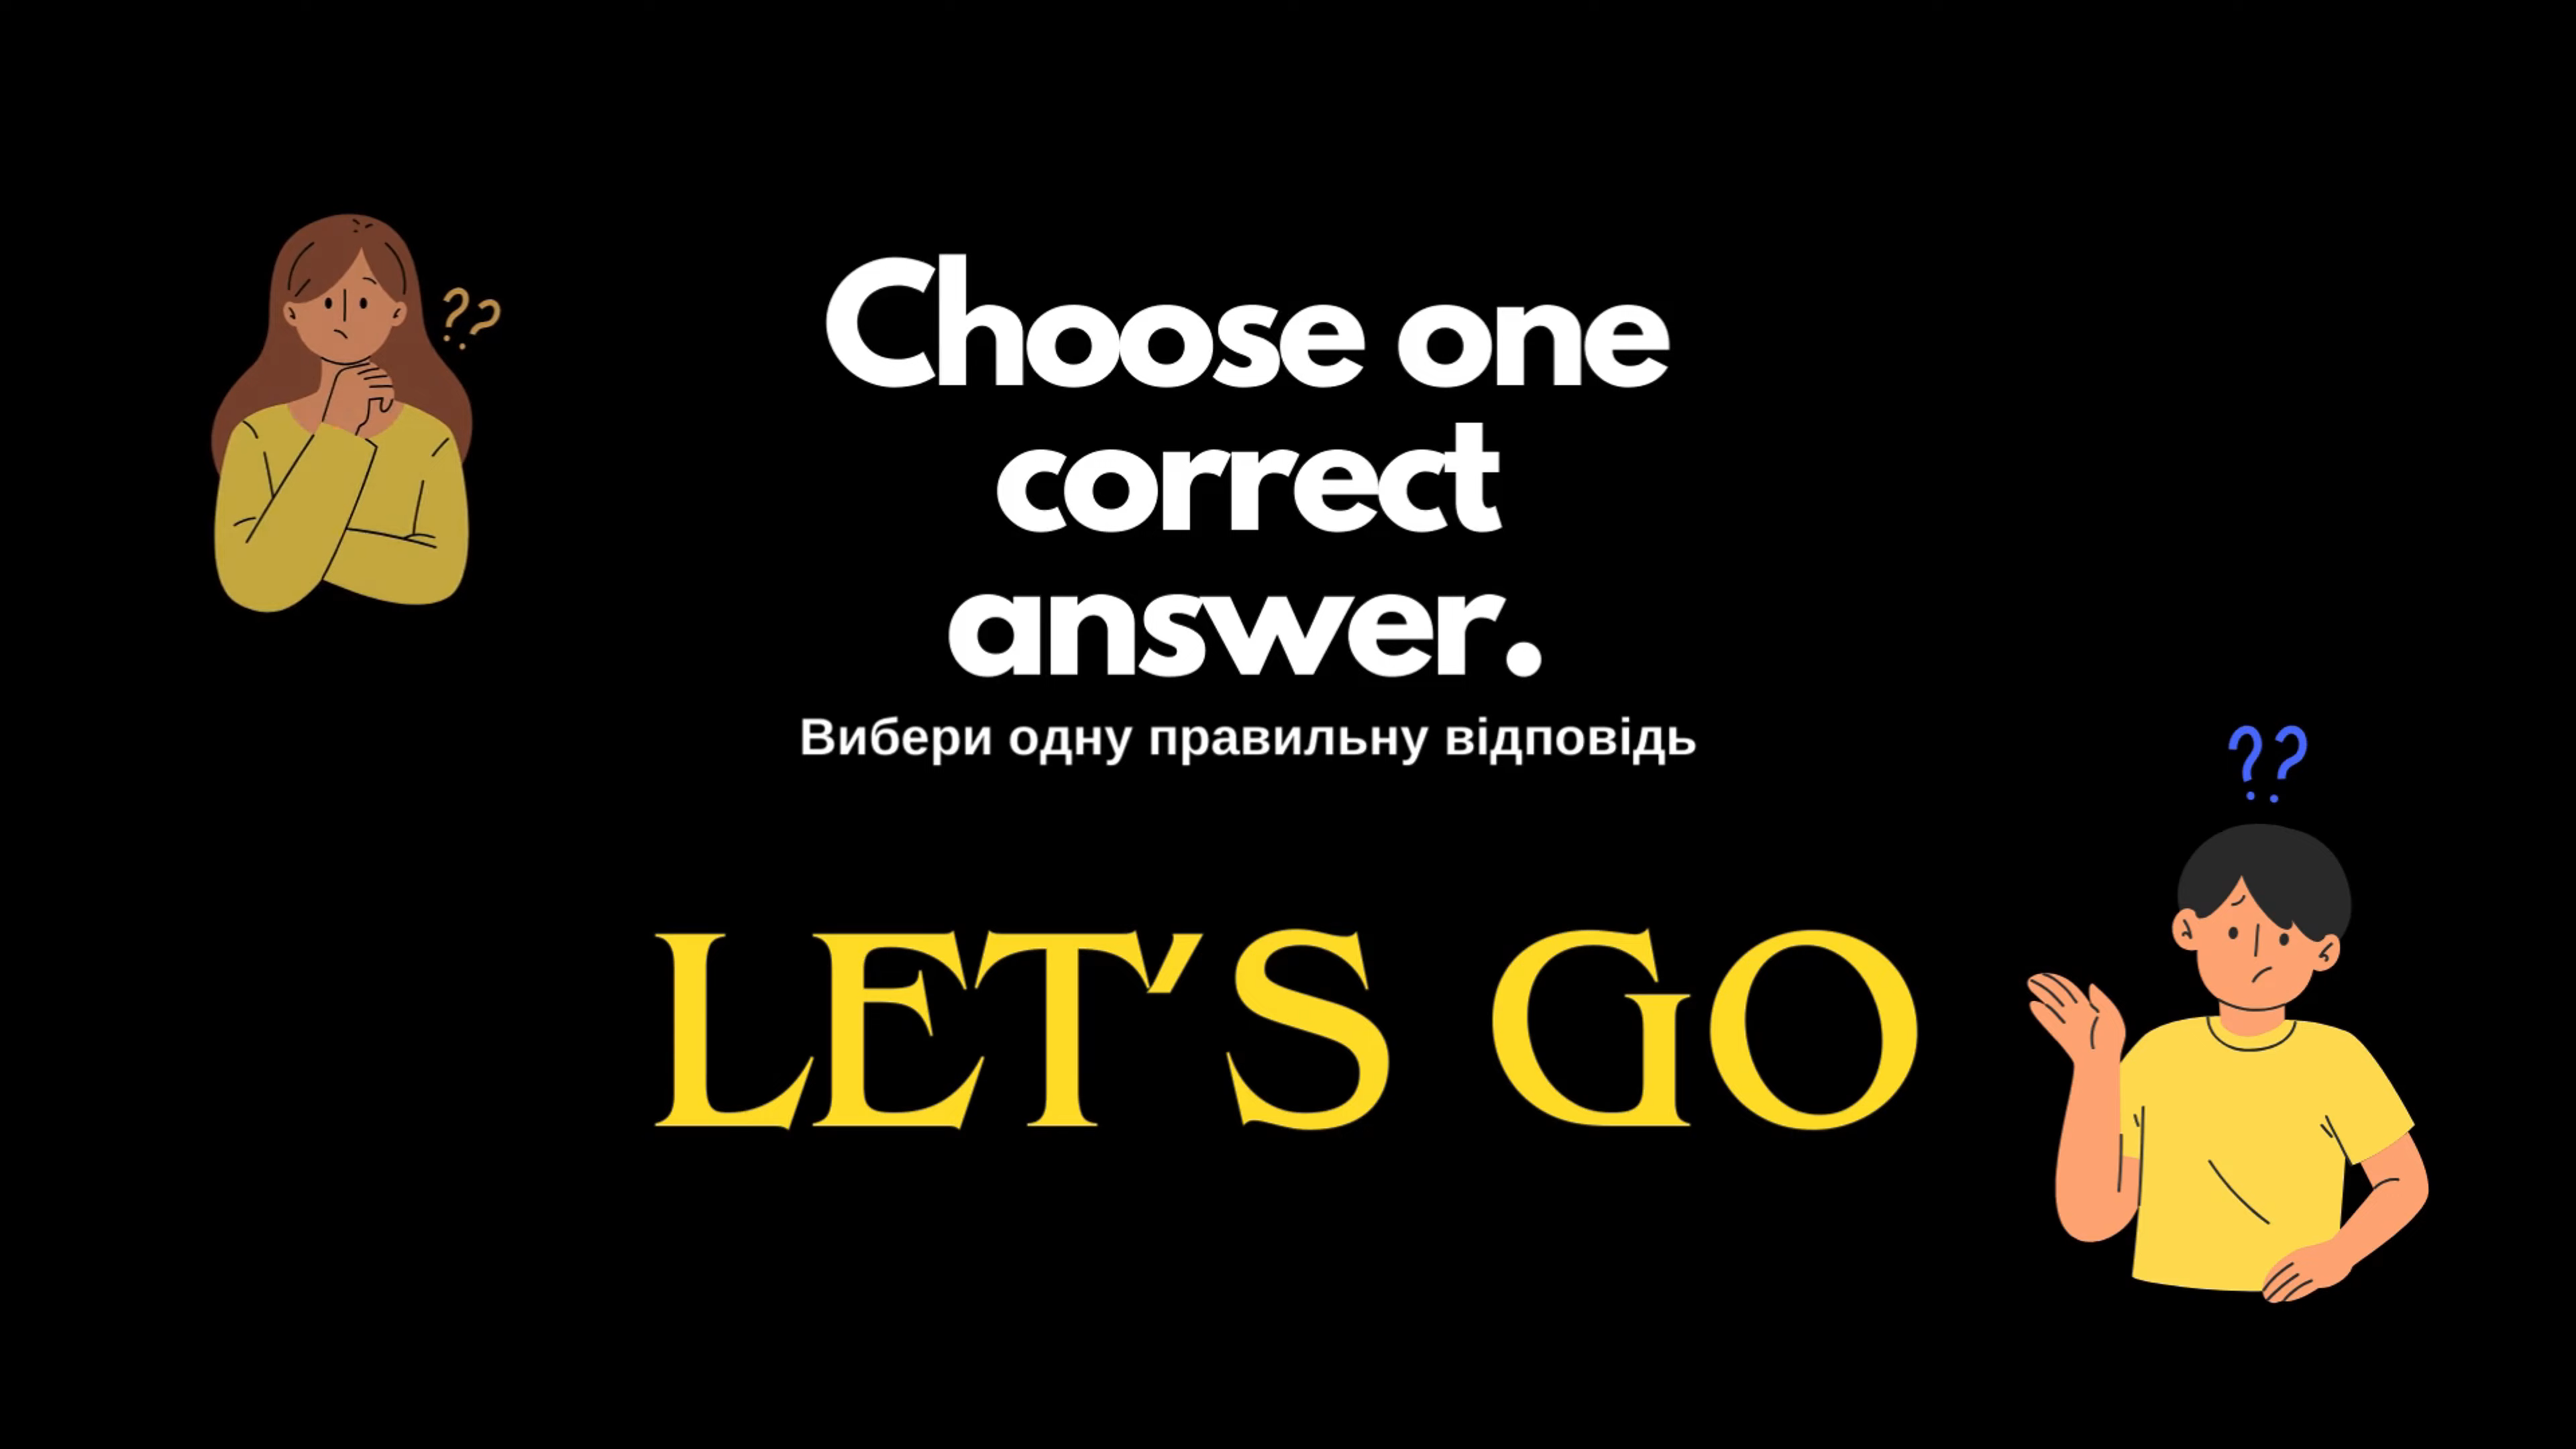 Choose one
correct
answer.
Вибери одну правильну відповідь
??
??
LET'S GO